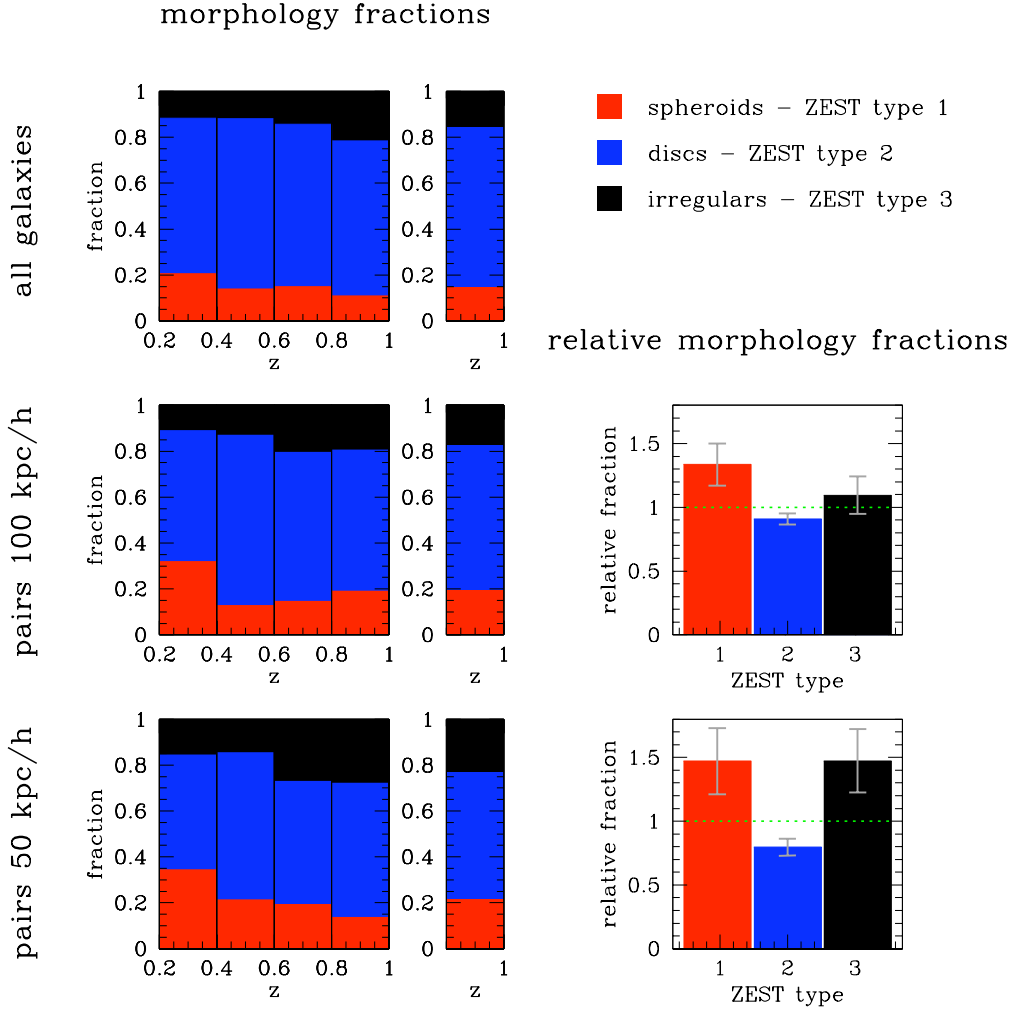 morphology fractions
all galaxies
fraction
1
0.8
0.6
0.4
0.2
0
0.2 0.4 0.6 0.8 1
z
1
0.8
0.6
0.4
0.2
0
1
z
spheroids – ZEST type 1
discs – ZEST type 2
irregulars – ZEST type 3
relative morphology fractions
pairs 100 kpc/h
fraction
1
0.8
0.6
0.4
0.2
0
0.2 0.4 0.6 0.8 1
z
1
0.8
0.6
0.4
0.2
0
1
z
relative fraction
1.5
1
0.5
0
1 2 3
ZEST type
pairs 50 kpc/h
fraction
1
0.8
0.6
0.4
0.2
0
0.2 0.4 0.6 0.8 1
z
1
0.8
0.6
0.4
0.2
0
1
z
relative fraction
1.5
1
0.5
0
1 2 3
ZEST type